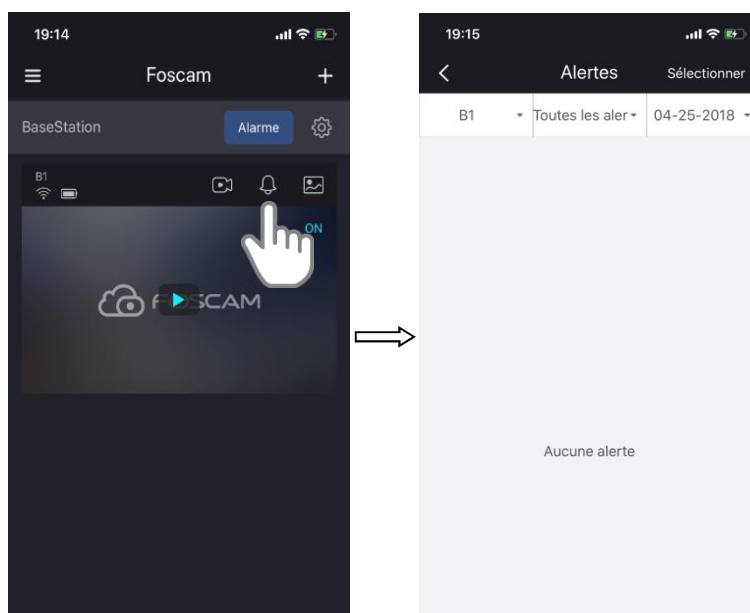 19:14
Foscam
BaseStation
Alarme
B1
ON
FOSCAM
19:15
Alertes
Sélectionner
B1
Toutes les aler
04-25-2018
Aucune alerte